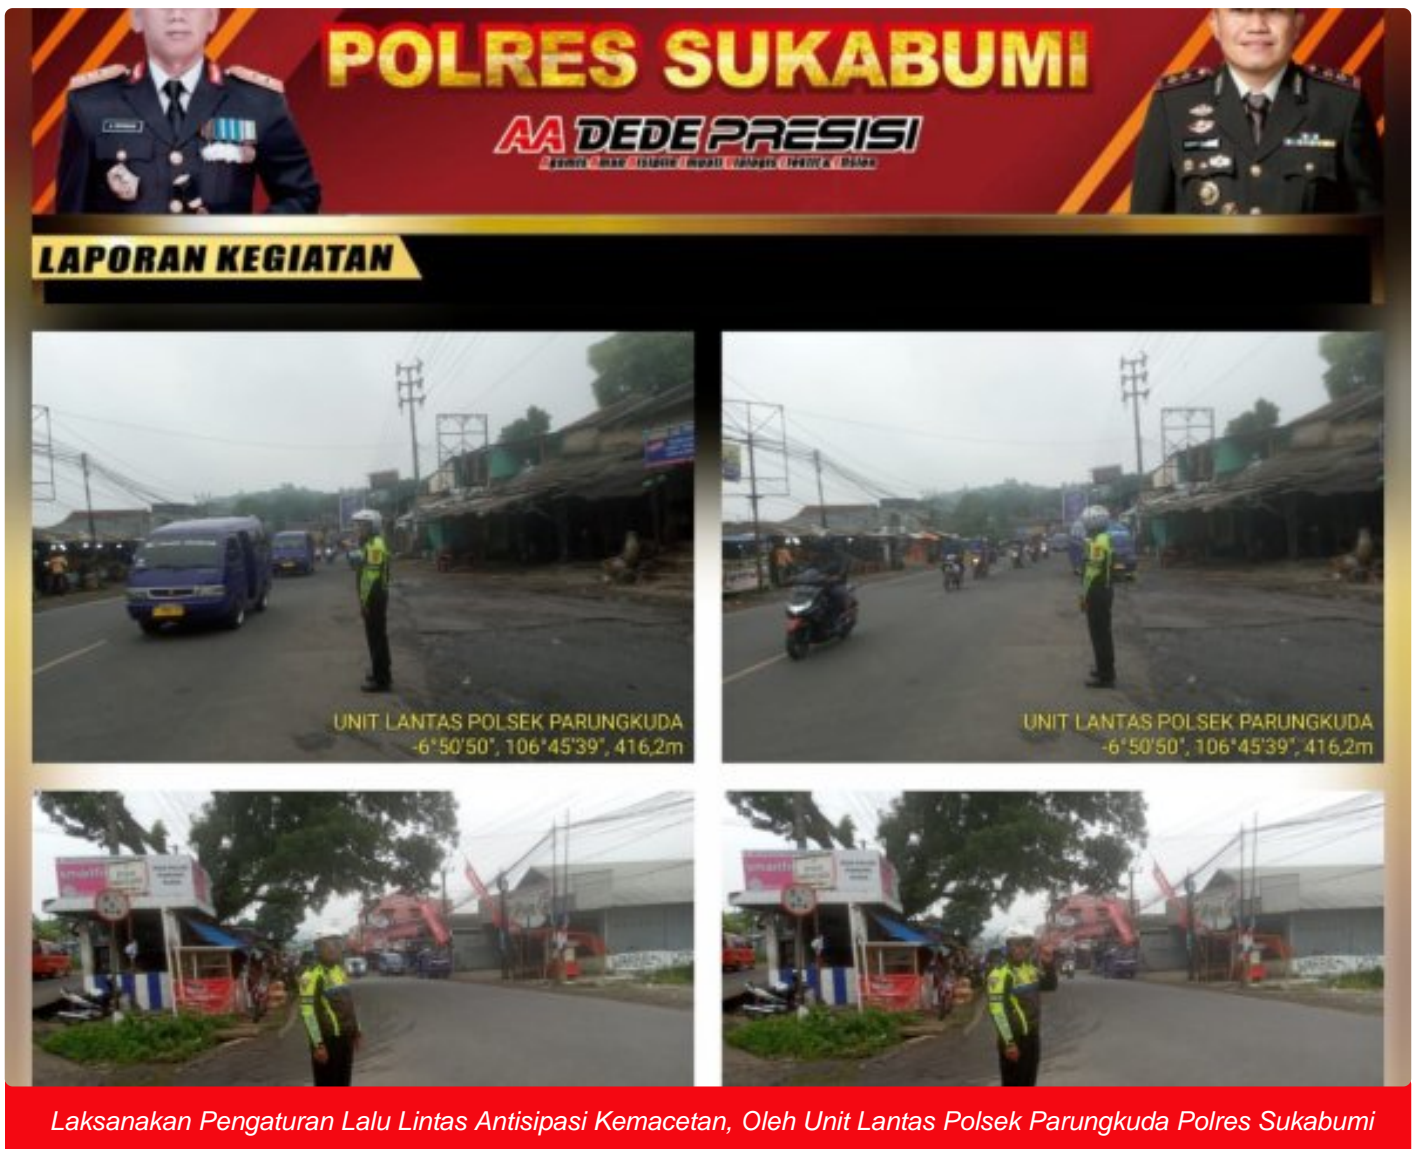 POLRES SUKABUMI
AA DEDE PRESISI
LAPORAN KEGIATAN
UNIT LANTAS POLSEK PARUNGKUDA
-6°50'50", 106°45'39", 416,2m
UNIT LANTAS POLSEK PARUNGKUDA
-6°50'50", 106°45'39", 416,2m
smartfr
Laksanakan Pengaturan Lalu Lintas Antisipasi Kemacetan, Oleh Unit Lantas Polsek Parungkuda Polres Sukabumi